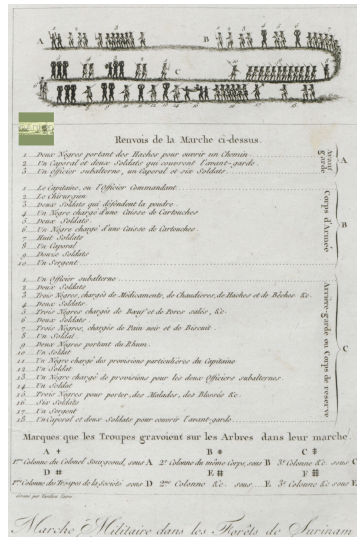 A B
C
Renvois de la Marche ci-dessus.
1 Deux Nègres portant des Haches pour ouvrir un Chemin
2 Un Caporal et deux Soldats qui couvrent l'avant-garde
3 Un Officier subalterne, un Caporal et six Soldats
Avant garde A
1 Le Capitaine, ou l'Officier Commandant
2 Le Chirurgien
3 Deux Soldats qui défendent la poudre
4 Un Nègre chargé d'une Caisse de Cartouches
5 Deux Soldats
6 Un Nègre chargé d'une Caisse de Cartouches
7 Huit Soldats
8 Un Caporal
9 Douze Soldats
10 Un Sergent
Corps d'Armée B
1 Un Officier subalterne
2 Deux Soldats
3 Trois Nègres, chargés de Médicamens, de Chaudières, de Haches et de Bêches &c.
4 Deux Soldats
5 Trois Nègres chargés de Bœuf et de Porcs salés, &c.
6 Deux Soldats
7 Trois Nègres, chargés de Pain noir et de Biscuit
8 Un Soldat
9 Deux Nègres portant du Rhum
10 Un Soldat
11 Un Nègre chargé des provisions particulières du Capitaine
12 Un Soldat
13 Un Nègre chargé de provisions pour les deux Officiers subalternes
14 Un Soldat
15 Trois Nègres pour porter, des Malades, des Blessés &c.
16 Six Soldats
17 Un Sergent
18 Un Caporal et deux Soldats pour couvrir l'avant-garde
Arrière-garde ou Corps de réserve C
Marques que les Troupes gravoient sur les Arbres dans leur marche
A B C
1ere Colonne du Colonel Fourgeoud, sous A 2e Colonne du même Corps, sous B 3e Colonne &c sous C
D E F
1ere Colonne des Troupes de la Société sous D 2me Colonne &c sous E 3e Colonne &c sous F
Marche Militaire dans les Forêts de Surinam